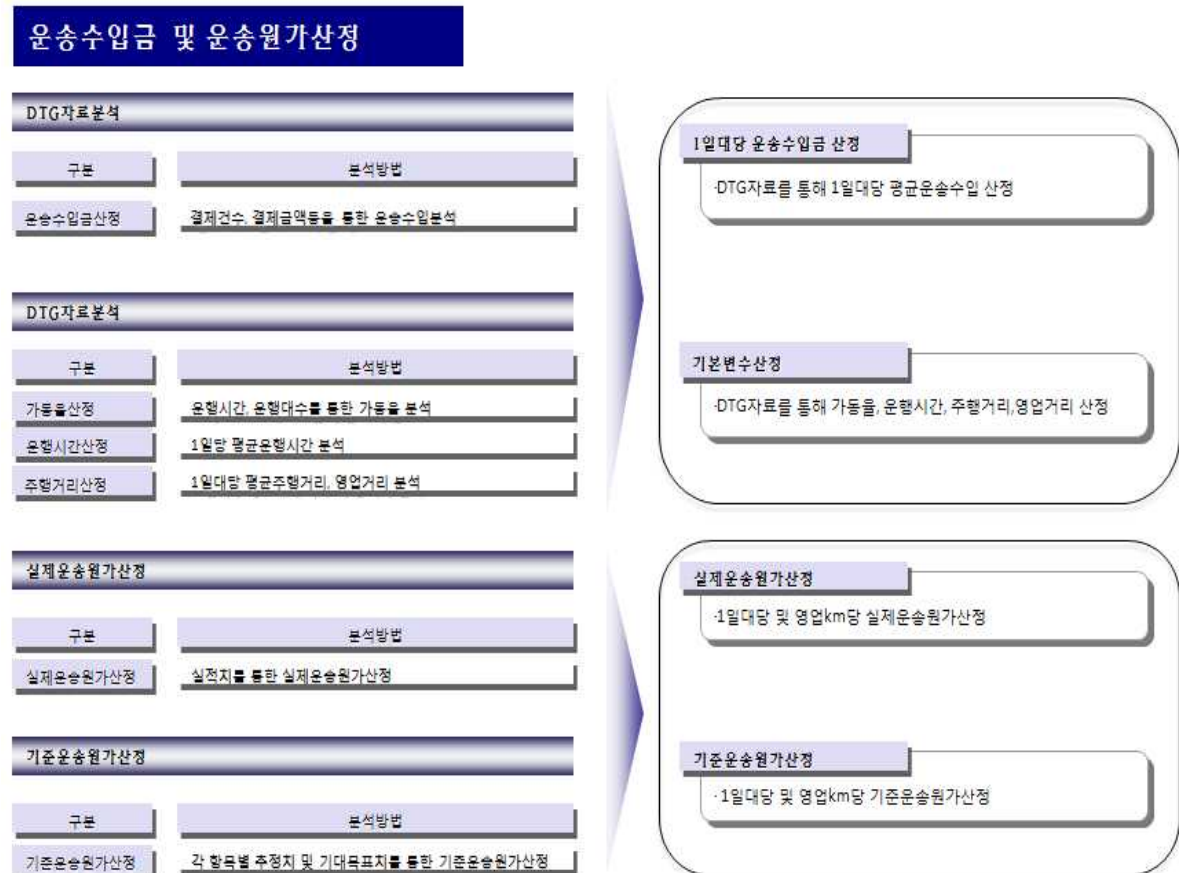 운송수입금 및 운송원가산정
DTG자료분석
구분 분석방법
운송수입금산정 결제건수, 결제금액등을 통한 운송수입분석
DTG자료분석
구분 분석방법
가동율산정 운행시간, 운행대수를 통한 가동율 분석
운행시간산정 1일당 평균운행시간 분석
주행거리산정 1일대당 평균주행거리, 영업거리 분석
1일대당 운송수입금 산정
·DTG자료를 통해 1일대당 평균운송수입 산정
기본변수산정
·DTG자료를 통해 가동율, 운행시간, 주행거리,영업거리 산정
실제운송원가산정
구분 분석방법
실제운송원가산정 실적치를 통한 실제운송원가산정
기준운송원가산정
구분 분석방법
기준운송원가산정 각 항목별 추정치 및 기대목표치를 통한 기준운송원가산정
실제운송원가산정
·1일대당 및 영업km당 실제운송원가산정
기준운송원가산정
· 1일대당 및 영업km당 기준운송원가산정